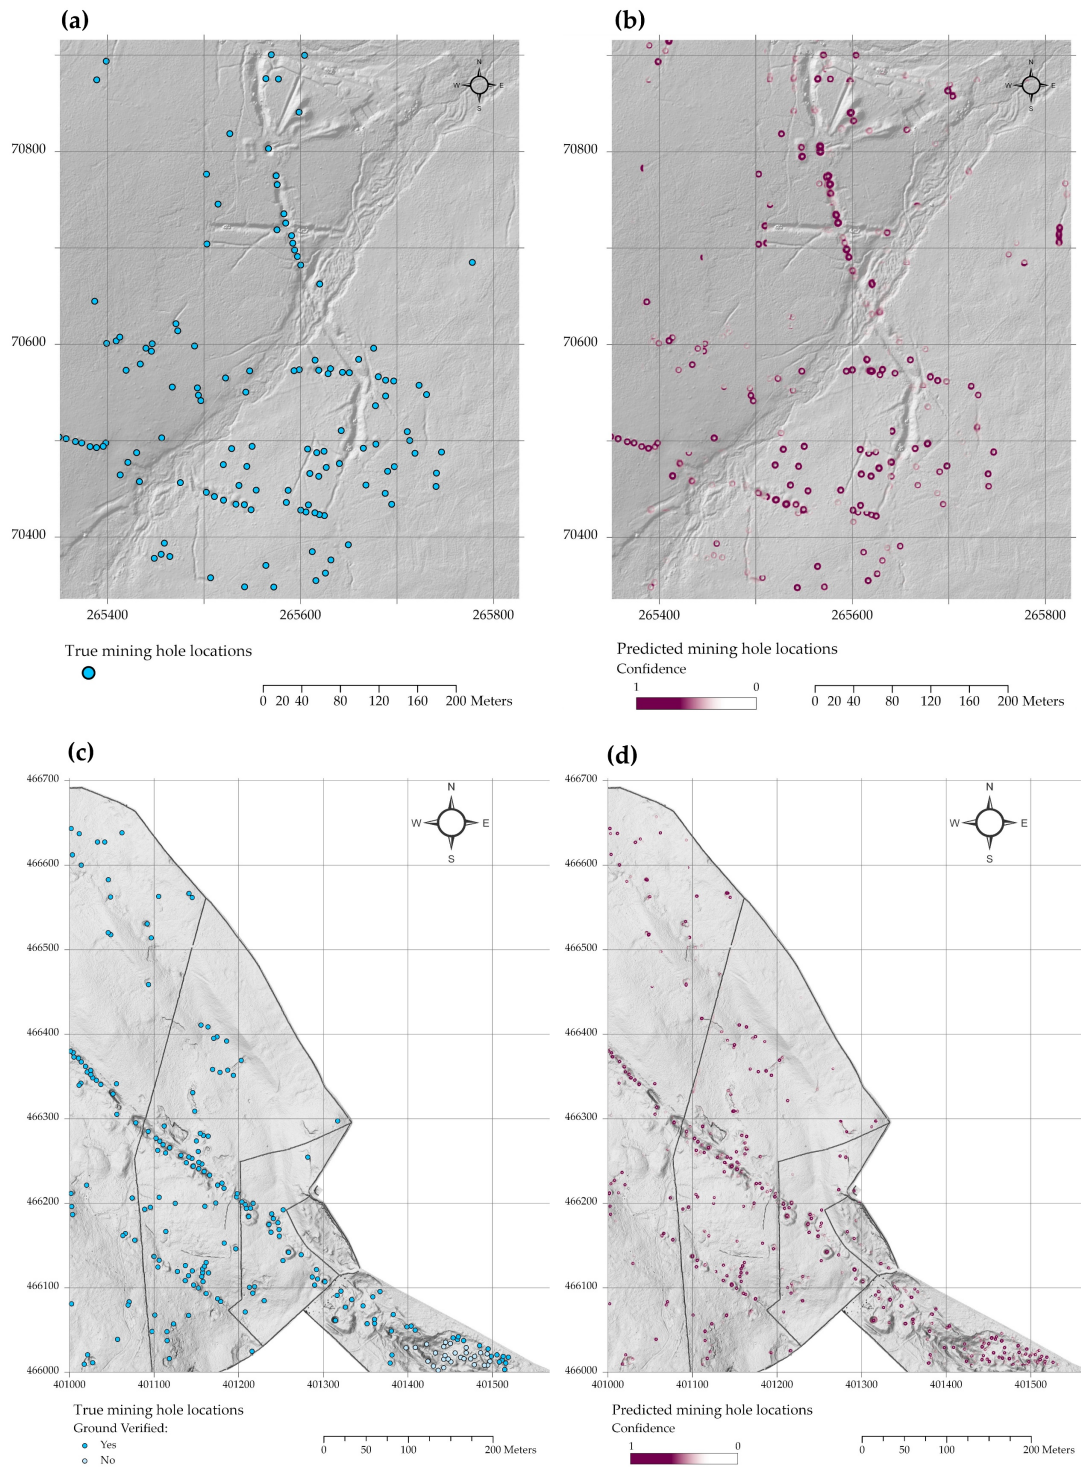 (a)
(b)
N
W E
S
N
W E
S
70800
70600
70400
265400 265600 265800
265400 265600 265800
True mining hole locations
0 20 40 80 120 160 200 Meters
Predicted mining hole locations
Confidence
1 0
0 20 40 80 120 160 200 Meters
(c)
(d)
466700
466600
466500
466400
466300
466200
466100
466000
N
W E
S
401000 401100 401200 401300 401400 401500
466700
466600
466500
466400
466300
466200
466100
466000
N
W E
S
401000 401100 401200 401300 401400 401500
True mining hole locations
Ground Verified:
Yes
No
0 50 100 200 Meters
Predicted mining hole locations
Confidence
1 0
0 50 100 200 Meters